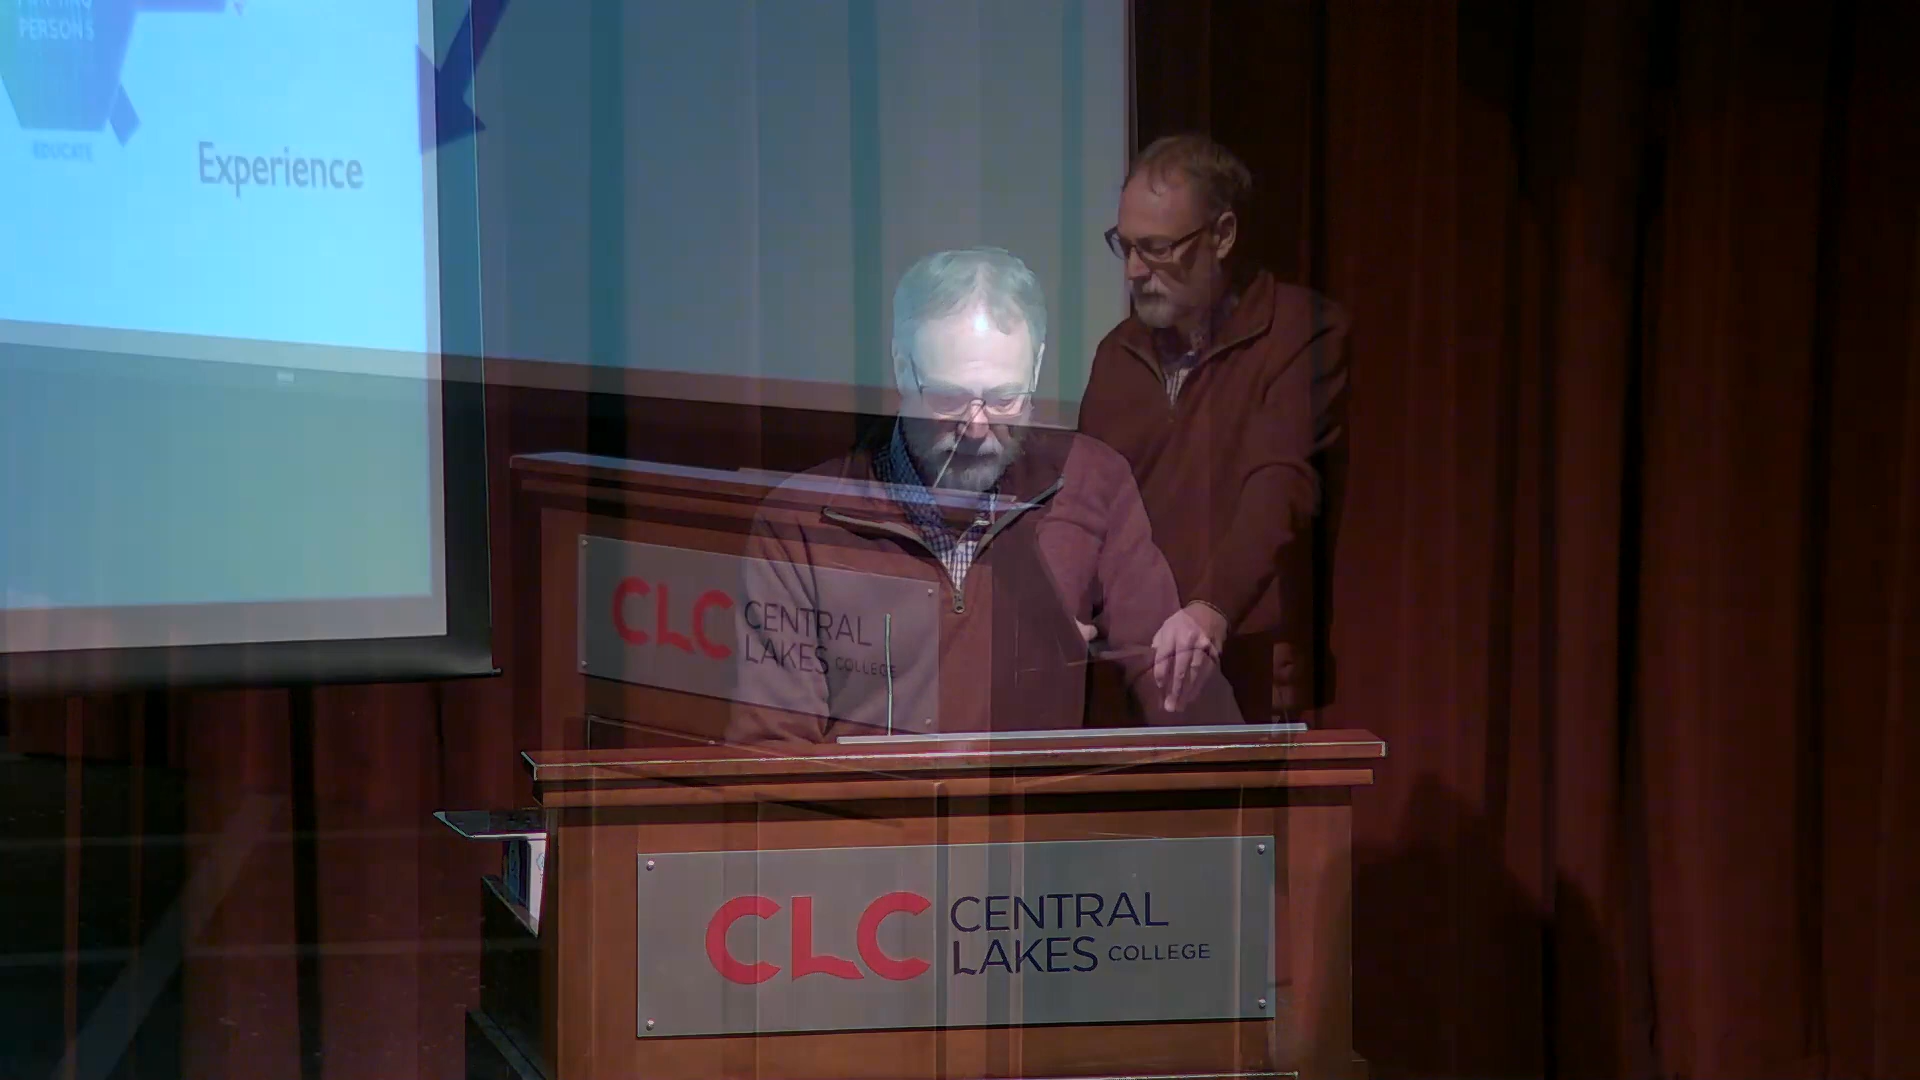 PERSONS
EDUCATE
Experience
CLC CENTRAL
LAKES COLLEGE
CLC CENTRAL
LAKES COLLEGE